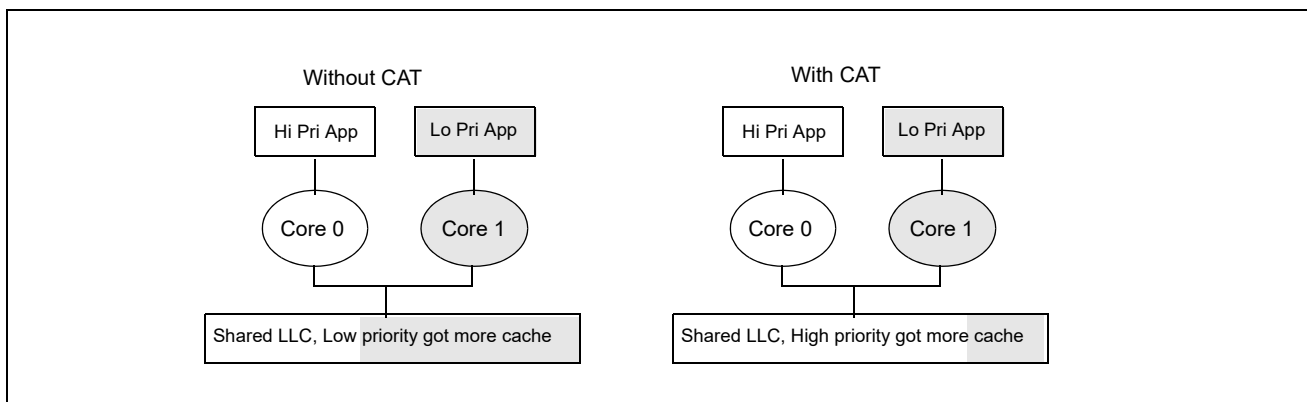 Without CAT
Hi Pri App
Lo Pri App
Core 0
Core 1
Shared LLC, Low priority got more cache
With CAT
Hi Pri App
Lo Pri App
Core 0
Core 1
Shared LLC, High priority got more cache